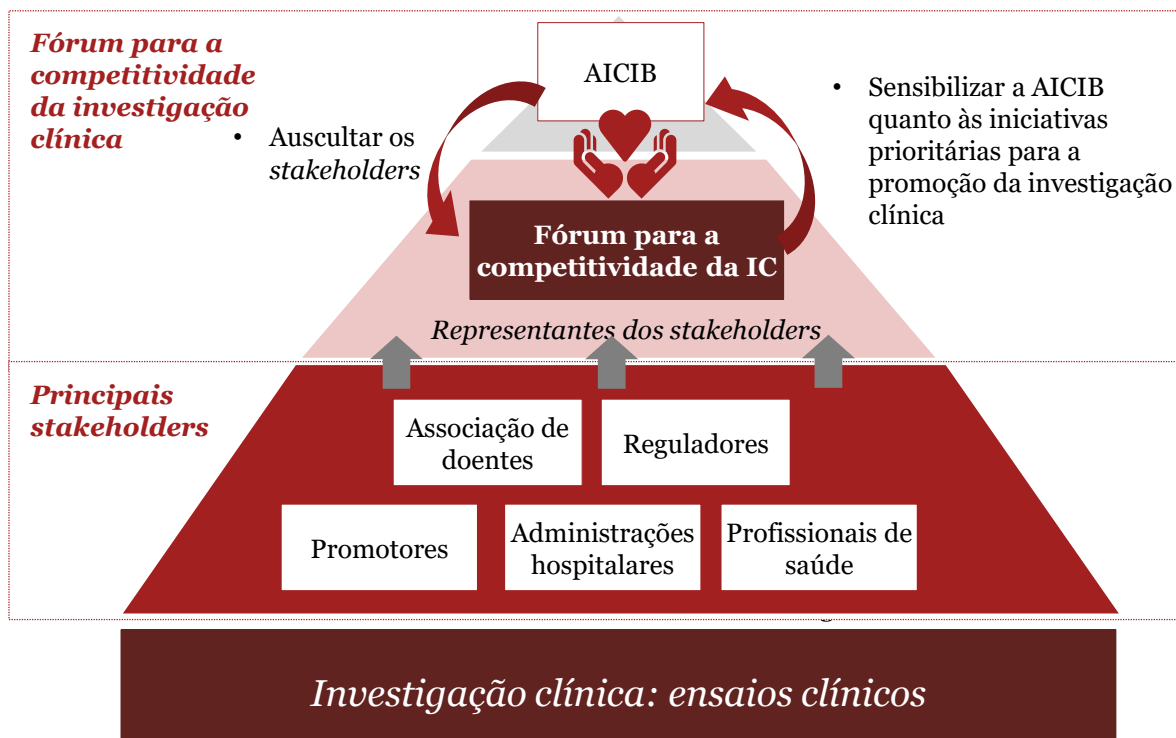 Fórum para a
competitividade
da investigação
clínica
• Auscultar os
stakeholders
AICIB
• Sensibilizar a AICIB
quanto às iniciativas
prioritárias para a
promoção da investigação
clínica
Fórum para a
competitividade da IC
Representantes dos stakeholders
Principais
stakeholders
Associação de
doentes
Reguladores
Promotores
Administrações
hospitalares
Profissionais de
saúde
Investigação clínica: ensaios clínicos